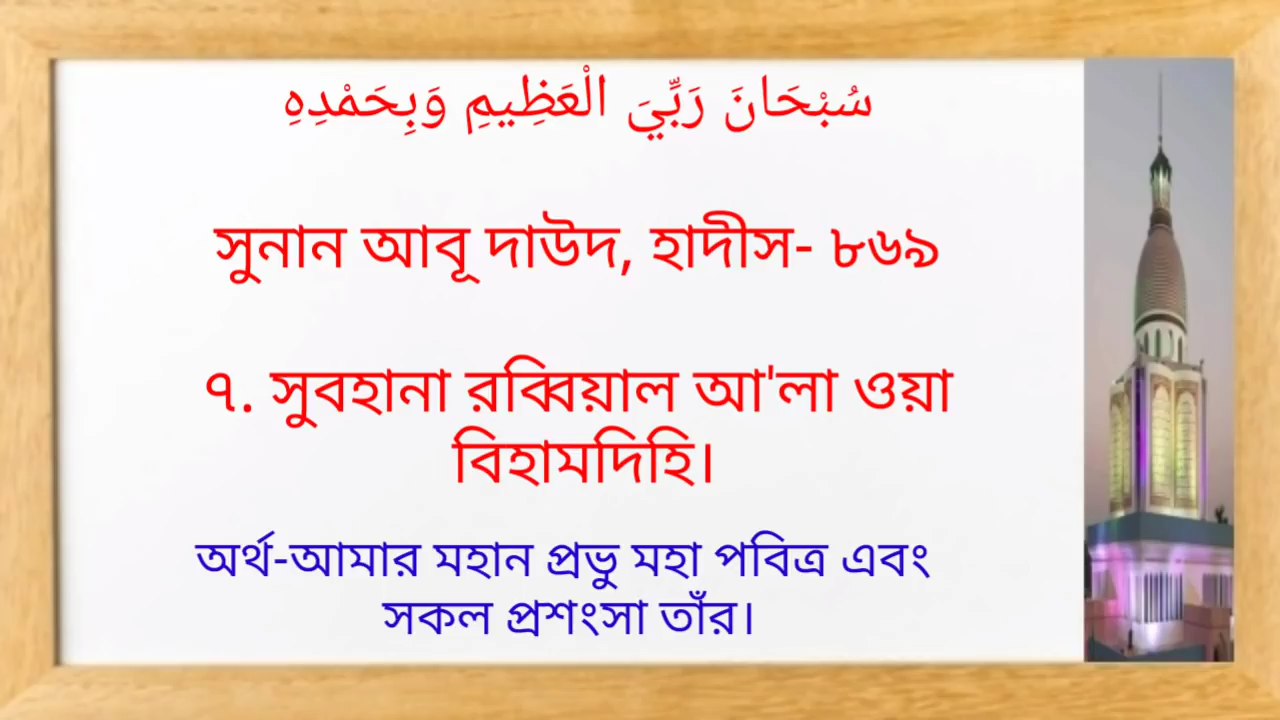 سُبْحَانَ رَبِّيَ الْعَظِيمِ وَبِحَمْدِهِ
সুনান আবূ দাউদ, হাদীস- ৮৬৯
৭. সুবহানা রব্বিয়াল আ'লা ওয়া
বিহামদিহি।
অর্থ-আমার মহান প্রভু মহা পবিত্র এবং
সকল প্রশংসা তাঁর।